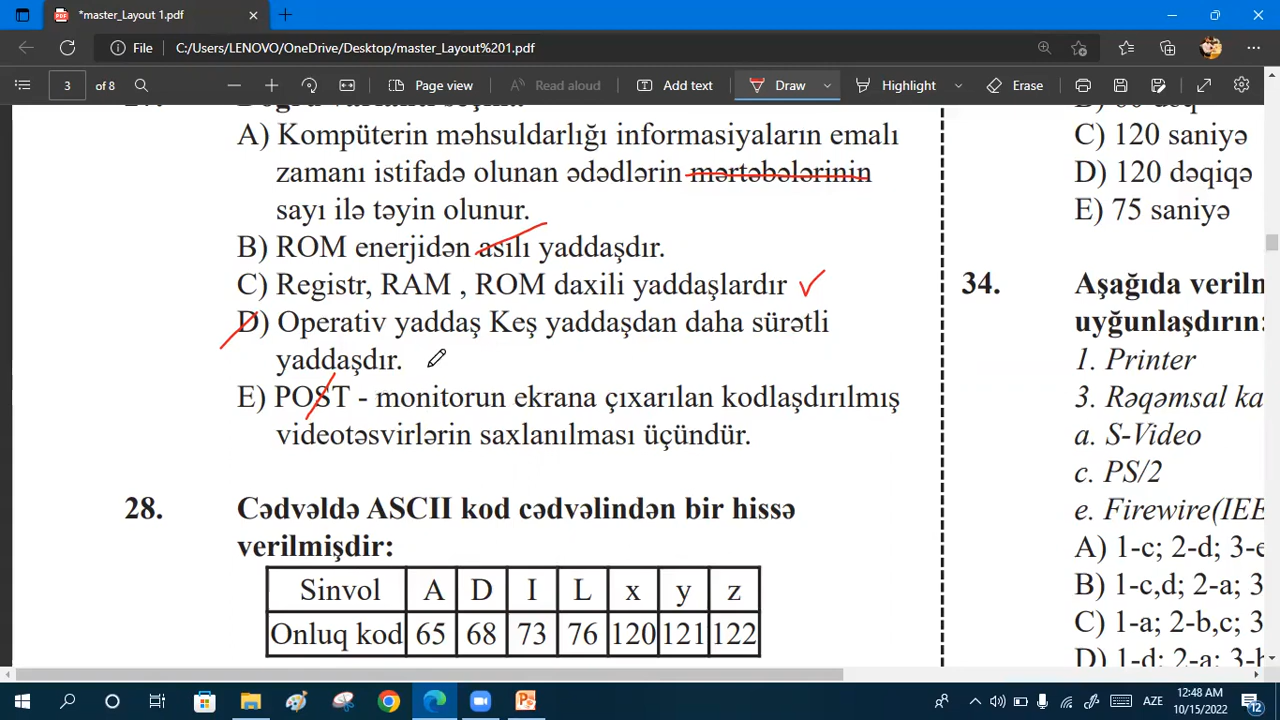 *master_Layout 1.pdf
File
C:/Users/LENOVO/OneDrive/Desktop/master_Layout%201.pdf
3
of 8
Page view
Read aloud
Add text
Draw
Highlight
Erase
A) Kompüterin məhsuldarlığı informasiyaların emalı
zamanı istifadə olunan ədədlərin mərtəbələrinin
sayı ilə təyin olunur.
B) ROM enerjidən asılı yaddaşdır.
C) Registr, RAM , ROM daxili yaddaşlardır
D) Operativ yaddaş Keş yaddaşdan daha sürətli
yaddaşdır.
E) POST - monitorun ekrana çıxarılan kodlaşdırılmış
videotəsvirlərin saxlanılması üçündür.
28. Cədvəldə ASCII kod cədvəlindən bir hissə
verilmişdir:
Sinvol A D I L x y z
Onluq kod 65 68 73 76 120 121 122
C) 120 saniyə
D) 120 dəqiqə
E) 75 saniyə
34. Aşağıda verilm
uyğunlaşdırın:
1. Printer
3. Rəqəmsal ka
a. S-Video
c. PS/2
e. Firewire(IEE
A) 1-c; 2-d; 3-e
B) 1-c,d; 2-a; 3
C) 1-a; 2-b,c; 3
D) 1-d; 2-a; 3-b
AZE
12:48 AM
10/15/2022
12